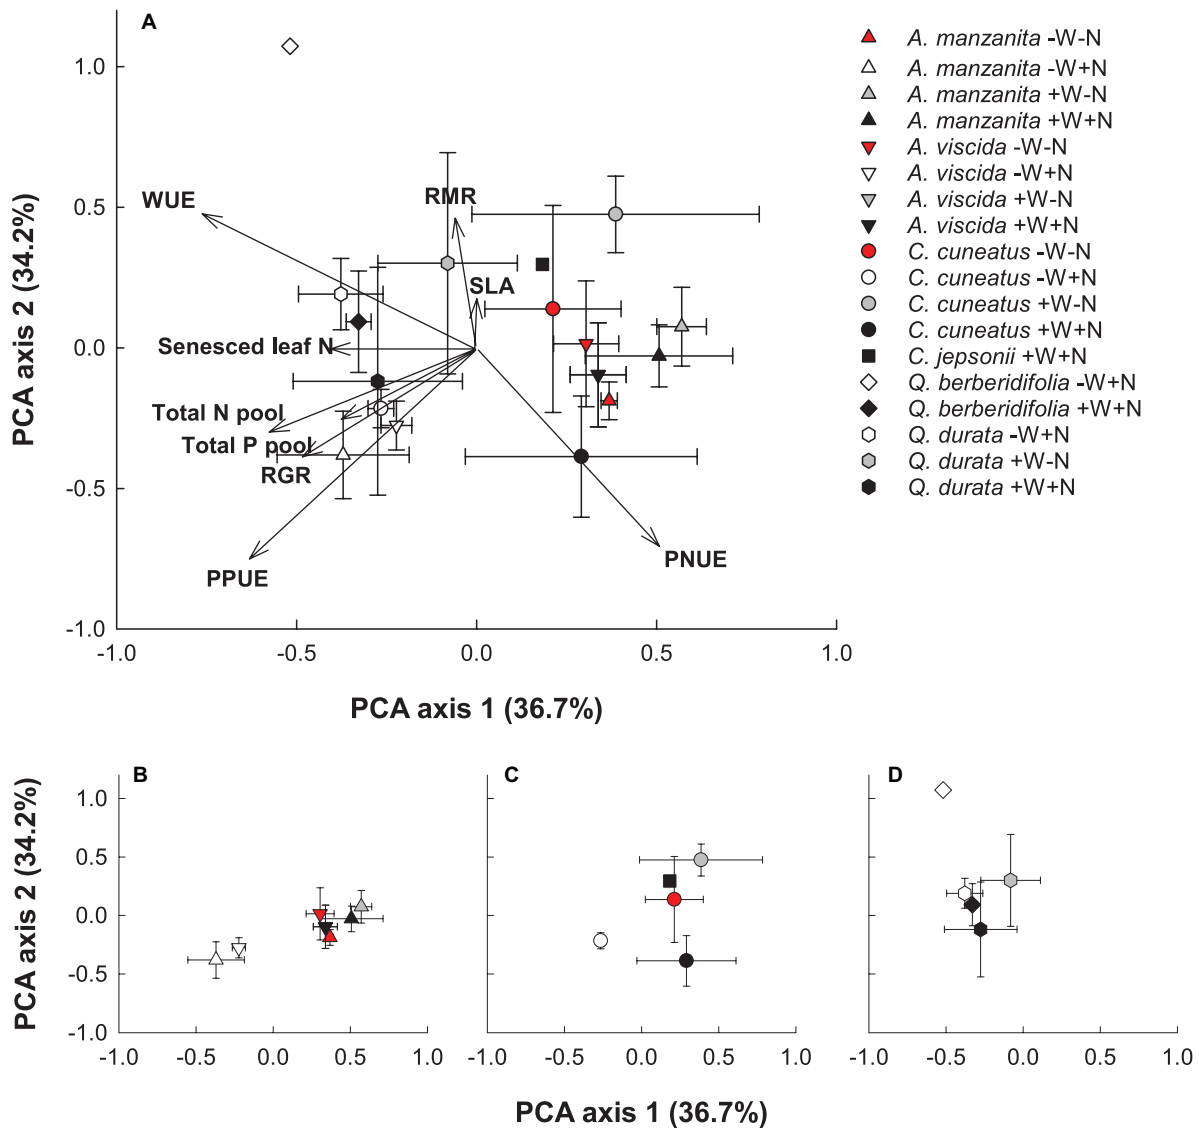 A
1.0
0.5
0.0
-0.5
-1.0
PCA axis 2 (34.2%)
WUE
RMR
SLA
Senesced leaf N
Total N pool
Total P pool
RGR
PPUE
PNUE
-1.0 -0.5 0.0 0.5 1.0
PCA axis 1 (36.7%)
A. manzanita -W-N
A. manzanita -W+N
A. manzanita +W-N
A. manzanita +W+N
A. viscida -W-N
A. viscida -W+N
A. viscida +W-N
A. viscida +W+N
C. cuneatus -W-N
C. cuneatus -W+N
C. cuneatus +W-N
C. cuneatus +W+N
C. jepsonii +W+N
Q. berberidifolia -W+N
Q. berberidifolia +W+N
Q. durata -W+N
Q. durata +W-N
Q. durata +W+N
B
C
D
1.0
0.5
0.0
-0.5
-1.0
PCA axis 2 (34.2%)
-1.0 -0.5 0.0 0.5 1.0
-1.0 -0.5 0.0 0.5 1.0
-1.0 -0.5 0.0 0.5 1.0
PCA axis 1 (36.7%)